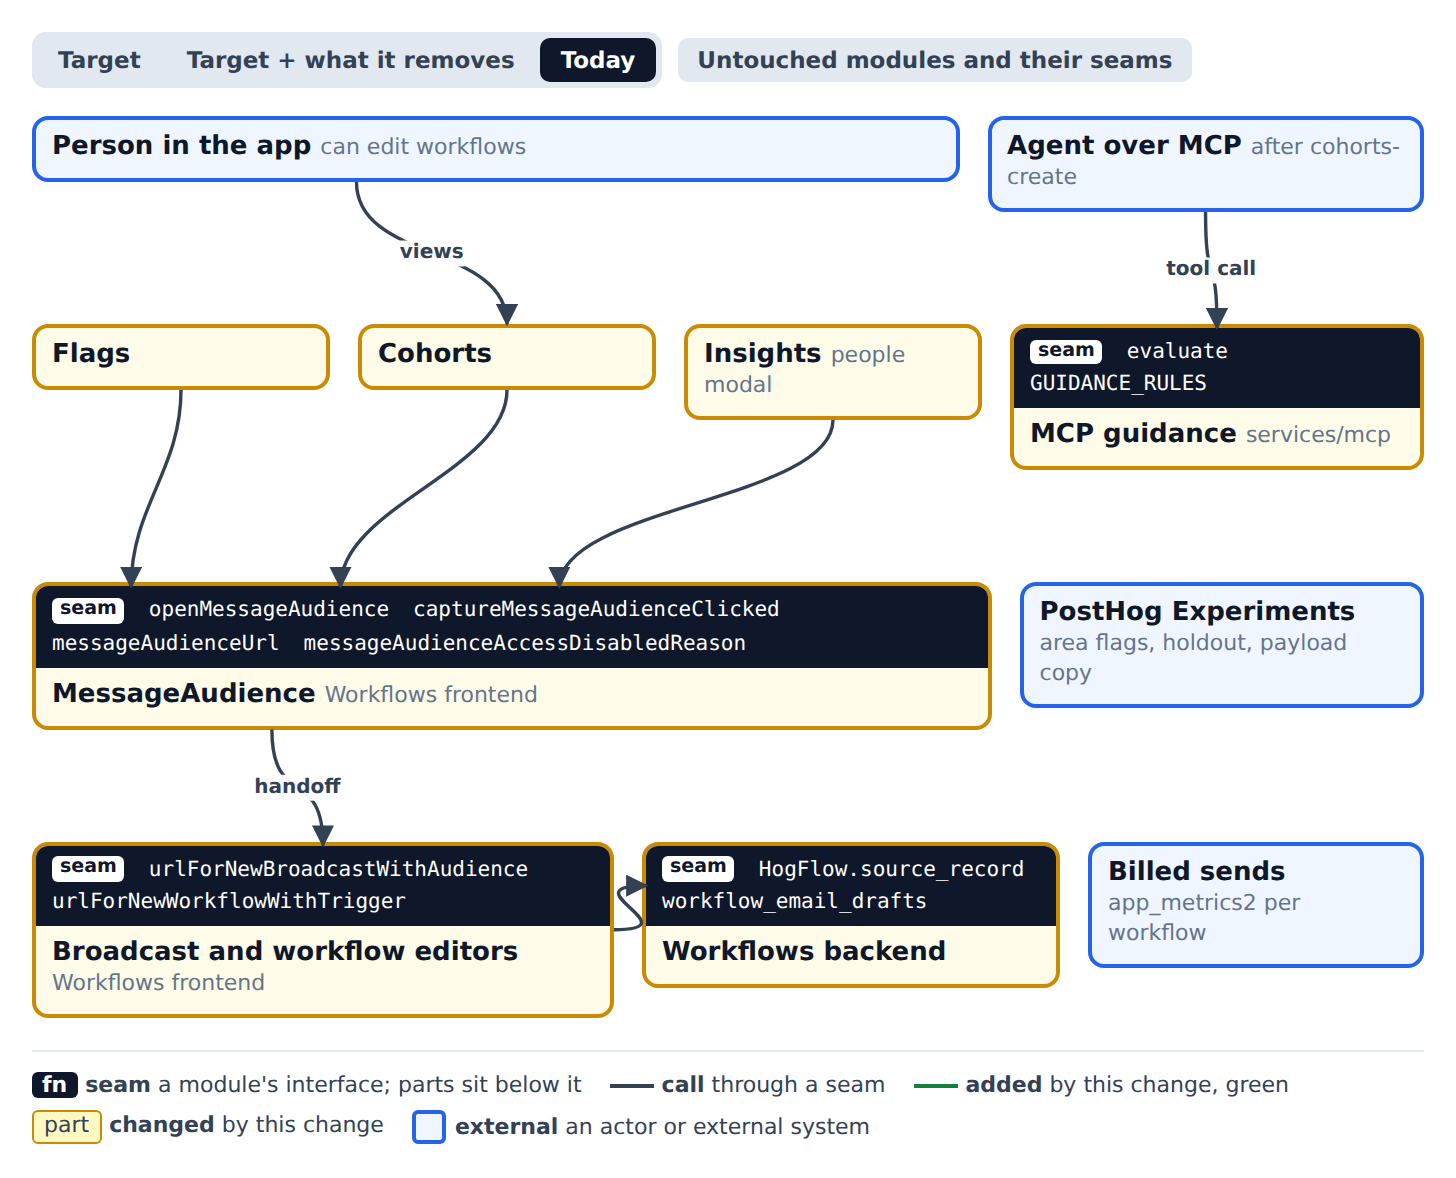 Target Target + what it removes Today Untouched modules and their seams
Person in the app can edit workflows
Agent over MCP after cohorts-
create
views
tool call
Flags
Cohorts
Insights people
modal
seam evaluate
GUIDANCE_RULES
MCP guidance services/mcp
seam openMessageAudience captureMessageAudienceClicked
messageAudienceUrl messageAudienceAccessDisabledReason
MessageAudience Workflows frontend
PostHog Experiments
area flags, holdout, payload
copy
handoff
seam urlForNewBroadcastWithAudience
urlForNewWorkflowWithTrigger
Broadcast and workflow editors
Workflows frontend
seam HogFlow.source_record
workflow_email_drafts
Workflows backend
Billed sends
app_metrics2 per
workflow
fn seam a module's interface; parts sit below it call through a seam added by this change, green
part changed by this change external an actor or external system